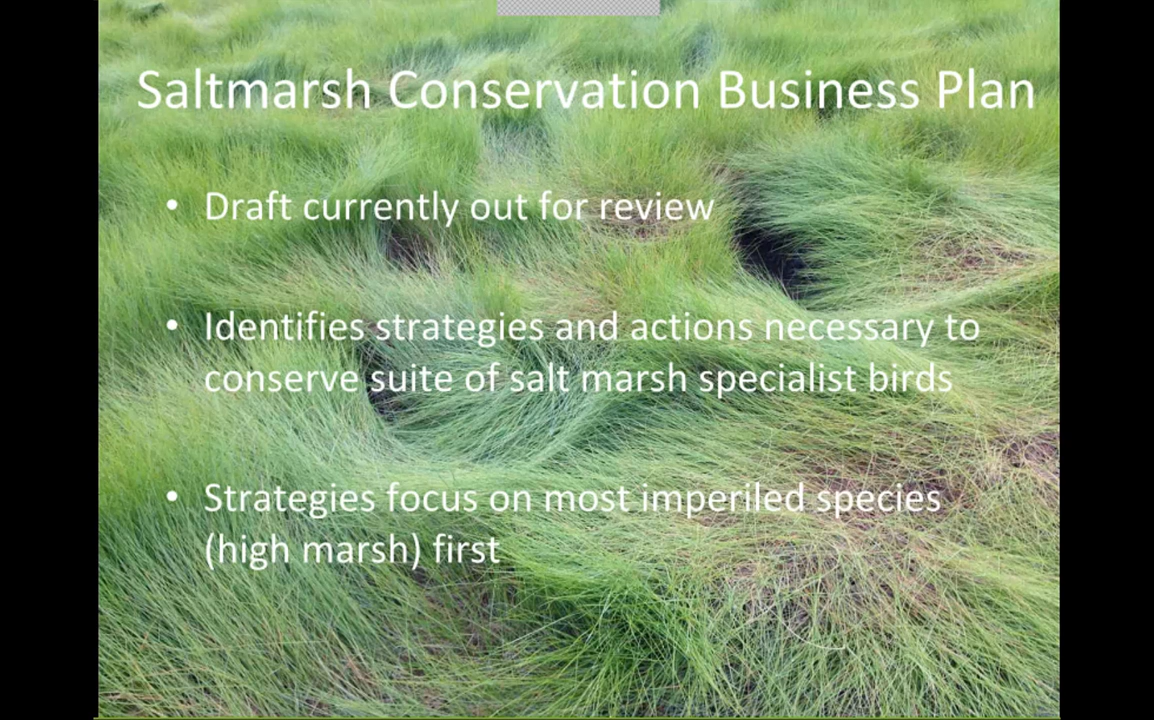 Saltmarsh Conservation Business Plan
• Draft currently out for review
• Identifies strategies and actions necessary to
conserve suite of salt marsh specialist birds
• Strategies focus on most imperiled species
(high marsh) first